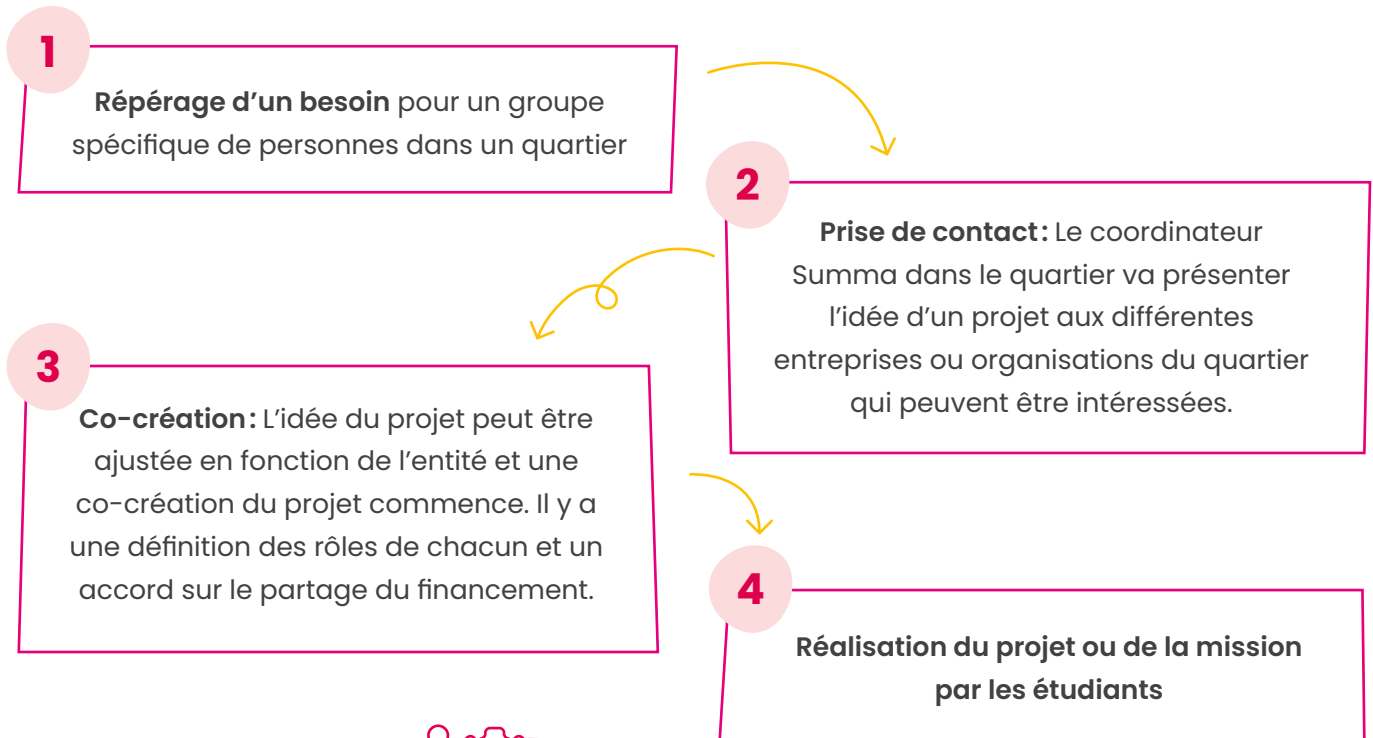 1
Répérage d’un besoin pour un groupe
spécifique de personnes dans un quartier
2
Prise de contact : Le coordinateur
Summa dans le quartier va présenter
l’idée d’un projet aux différentes
entreprises ou organisations du quartier
qui peuvent être intéressées.
3
Co-création : L’idée du projet peut être
ajustée en fonction de l’entité et une
co-création du projet commence. Il y a
une définition des rôles de chacun et un
accord sur le partage du financement.
4
Réalisation du projet ou de la mission
par les étudiants